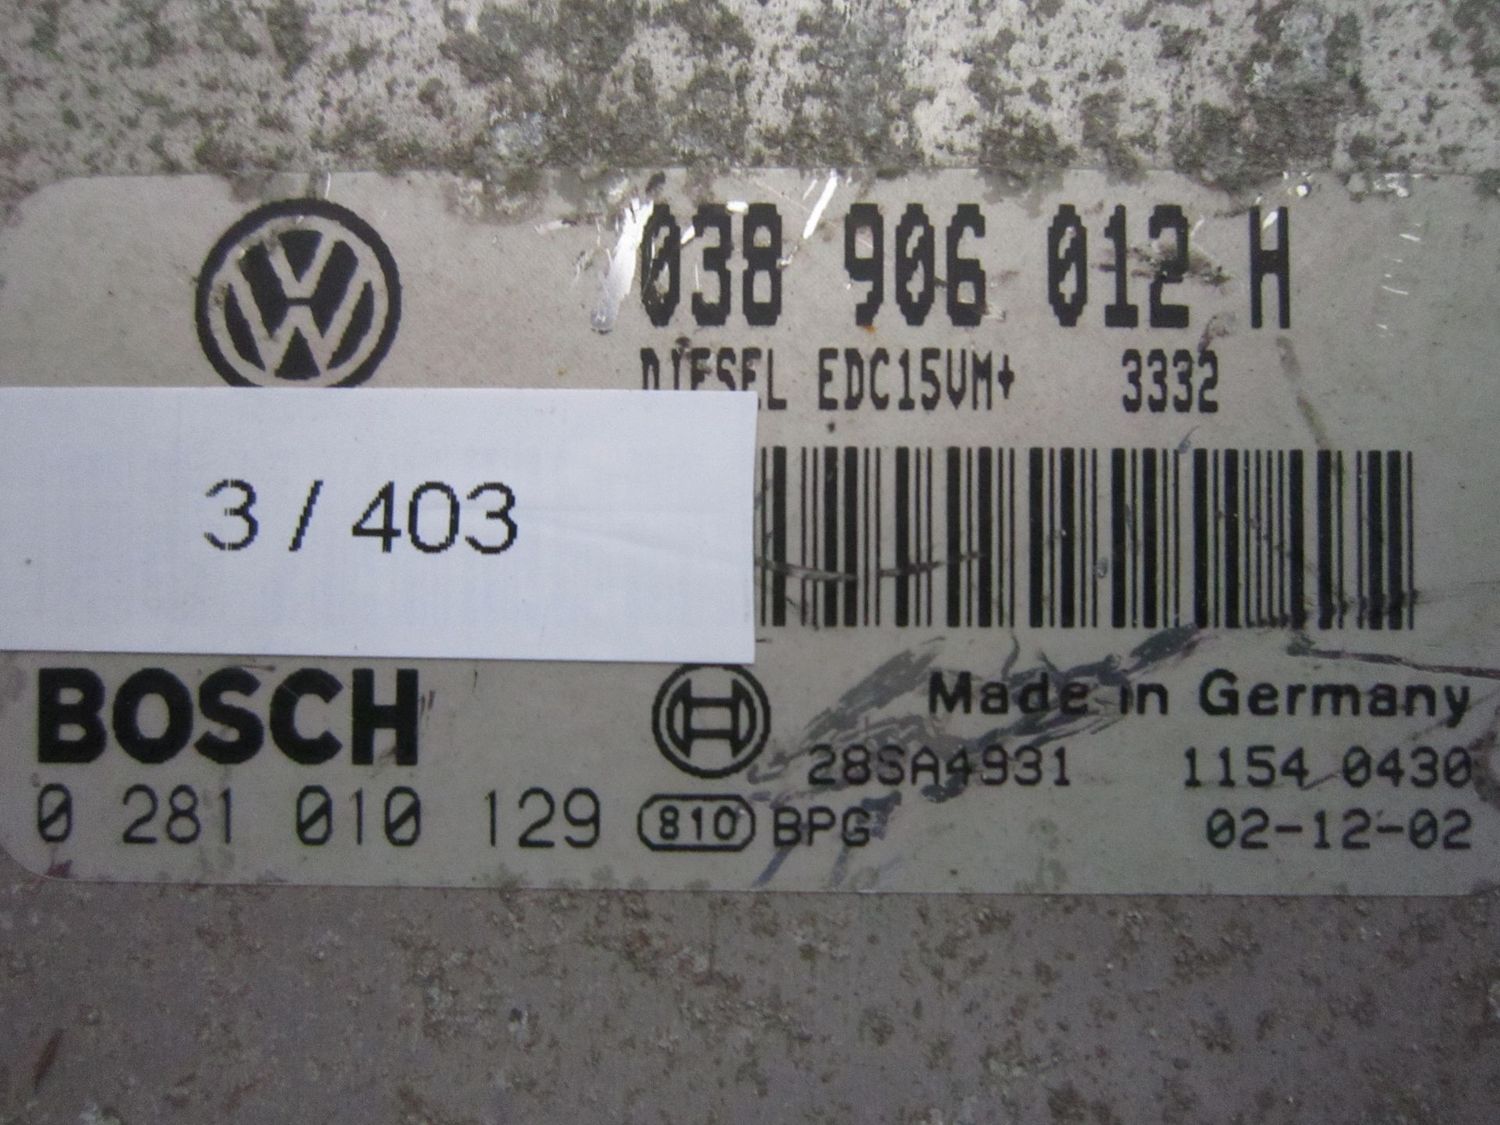 038 906 012 H
DIESEL EDC15VM+ 3332
3 / 403
BOSCH
Made in Germany
28SA4931 1154 0430
0 281 010 129 810 BPG 02-12-02